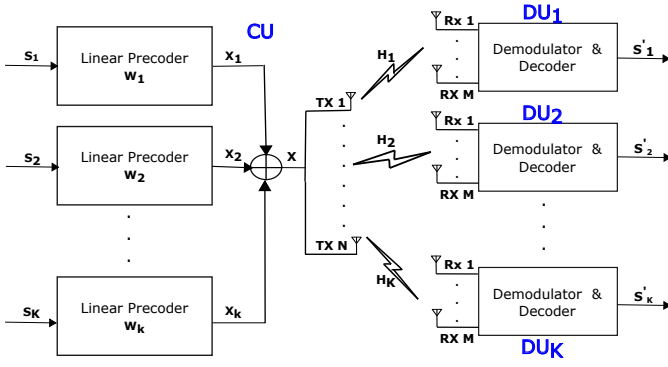 CU
DU1
S1
Linear Precoder
W1
X1
H1
Rx 1
RX M
Demodulator &
Decoder
S'1
TX 1
DU2
S2
Linear Precoder
W2
X2
X
H2
Rx 1
RX M
Demodulator &
Decoder
S'2
TX N
SK
Linear Precoder
Wk
Xk
HK
Rx 1
RX M
Demodulator &
Decoder
S'K
DUK